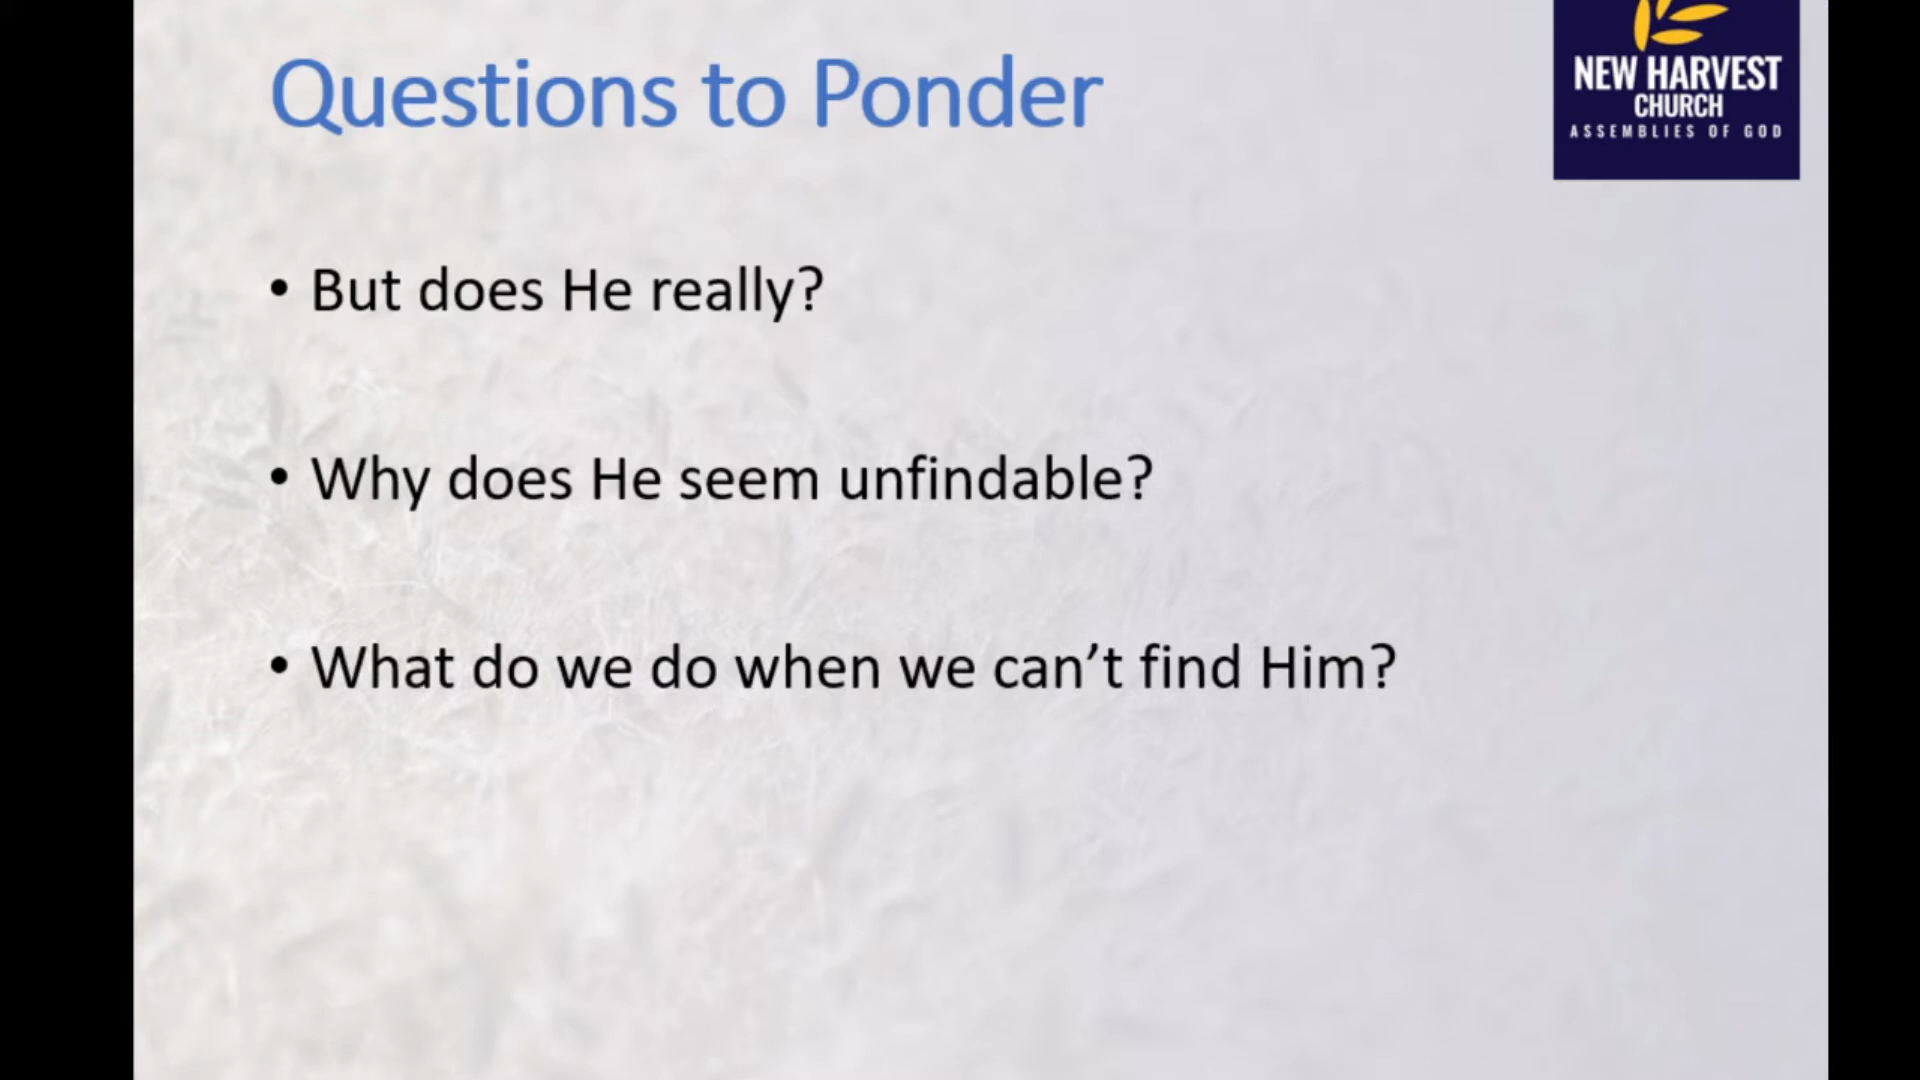 Questions to Ponder
NEW HARVEST
CHURCH
ASSEMBLIES OF GOD
• But does He really?
• Why does He seem unfindable?
• What do we do when we can’t find Him?